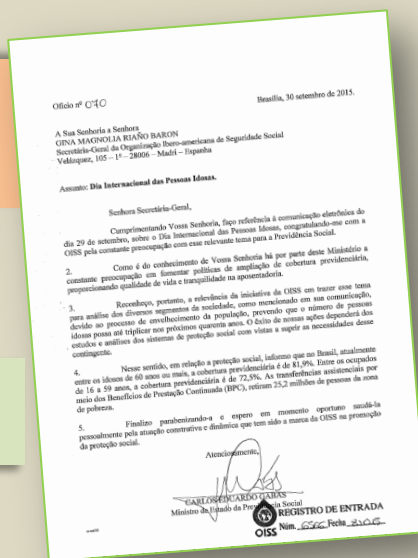 Ofício nº 070
Brasília, 30 setembro de 2015.
A Sua Senhoria a Senhora
GINA MAGNOLIA RIAÑO BARON
Secretária-Geral da Organização Ibero-americana de Seguridade Social
Velázquez, 105 – 1º – 28006 – Madri – Espanha
Assunto: Dia Internacional das Pessoas Idosas.
Senhora Secretária-Geral,
Cumprimentando Vossa Senhoria, faço referência à comunicação eletrônica do
dia 29 de setembro, sobre o Dia Internacional das Pessoas Idosas, congratulando-me com a
OISS pela constante preocupação com esse relevante tema para a Previdência Social.
2. Como é do conhecimento de Vossa Senhoria há por parte deste Ministério a
constante preocupação em fomentar políticas de ampliação de cobertura previdenciária,
proporcionando qualidade de vida e tranquilidade na aposentadoria.
3. Reconheço, portanto, a relevância da iniciativa da OISS em trazer esse tema
para análise dos diversos segmentos da sociedade, como mencionado em sua comunicação,
devido ao processo de envelhecimento da população, prevendo que o número de pessoas
idosas possa até triplicar nos próximos quarenta anos. O êxito de nossas ações dependerá dos
estudos e análises dos sistemas de proteção social com vistas a suprir as necessidades desse
contingente.
4. Nesse sentido, em relação a proteção social, informo que no Brasil, atualmente
entre os idosos de 60 ou mais, a cobertura previdenciária é de 81,9%. Entre os ocupados
de 16 a 59 anos, a cobertura previdenciária é de 72,5%. As transferências assistenciais por
meio dos Benefícios de Prestação Continuada (BPC), retiram 25,2 milhões de pessoas da zona
de pobreza.
5. Finalizo parabenizando-a e espero em momento oportuno saudá-la
pessoalmente pela atuação construtiva e dinâmica que tem sido a marca da OISS na promoção
da proteção social.
Atenciosamente,
CARLOS EDUARDO GABAS
Ministro de Estado da Previdência Social
REGISTRO DE ENTRADA
OISS Núm. Fecha